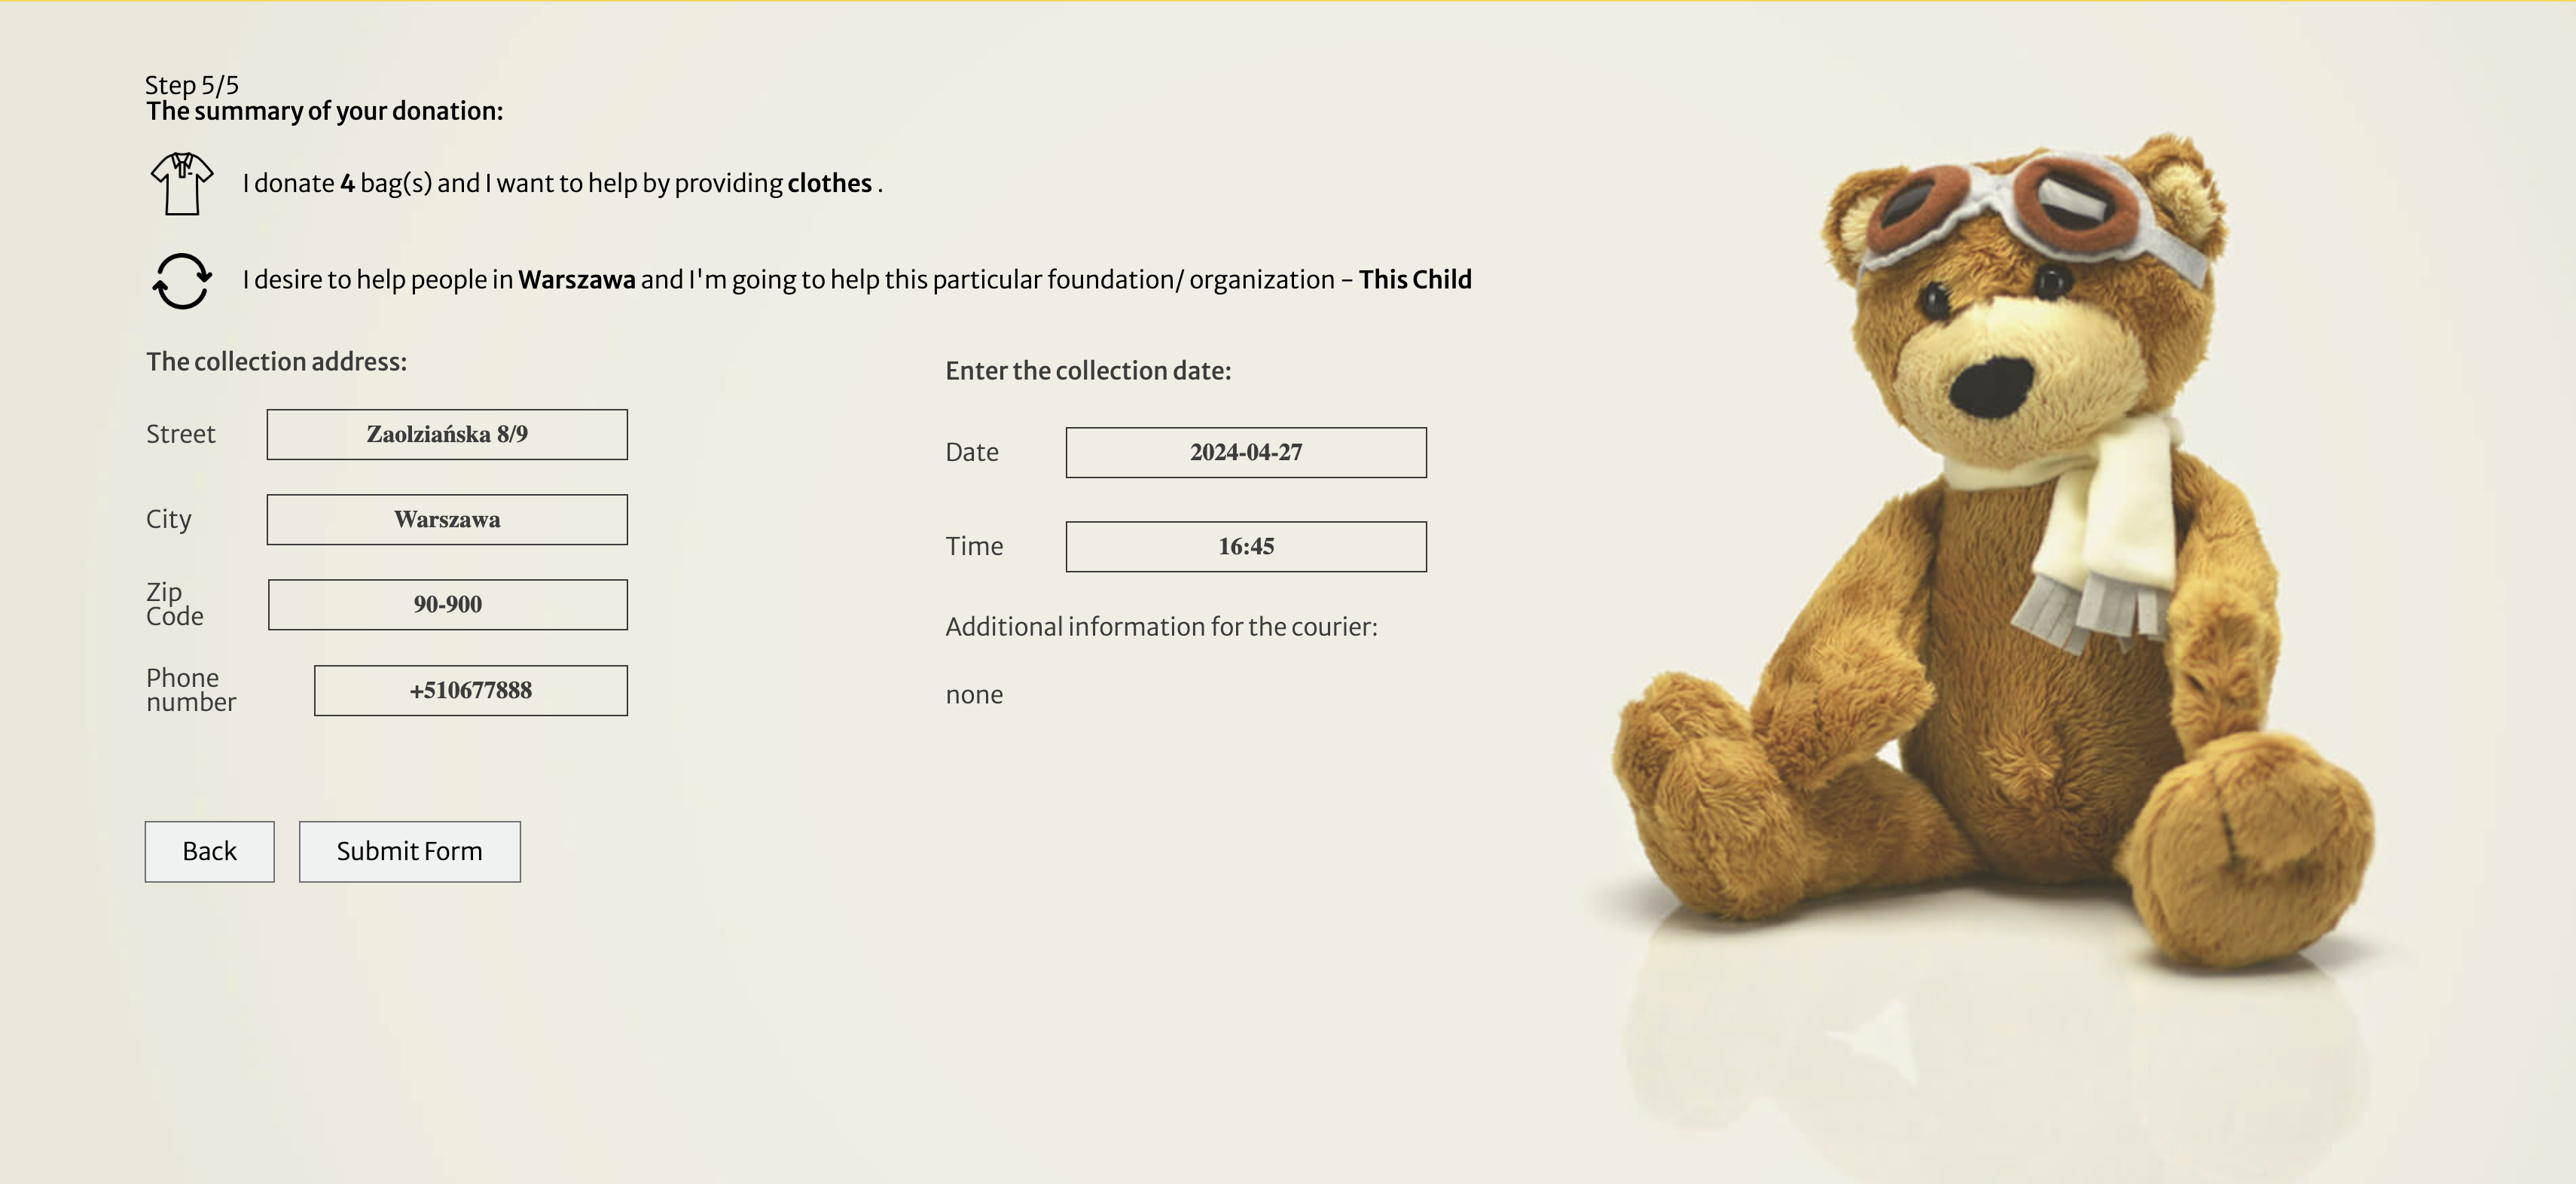 Step 5/5
The summary of your donation:
I donate 4 bag(s) and I want to help by providing clothes .
I desire to help people in Warszawa and I'm going to help this particular foundation/ organization – This Child
The collection address:
Street
Zaolziańska 8/9
City
Warszawa
Zip
Code
90-900
Phone
number
+510677888
Enter the collection date:
Date
2024-04-27
Time
16:45
Additional information for the courier:
none
Back
Submit Form